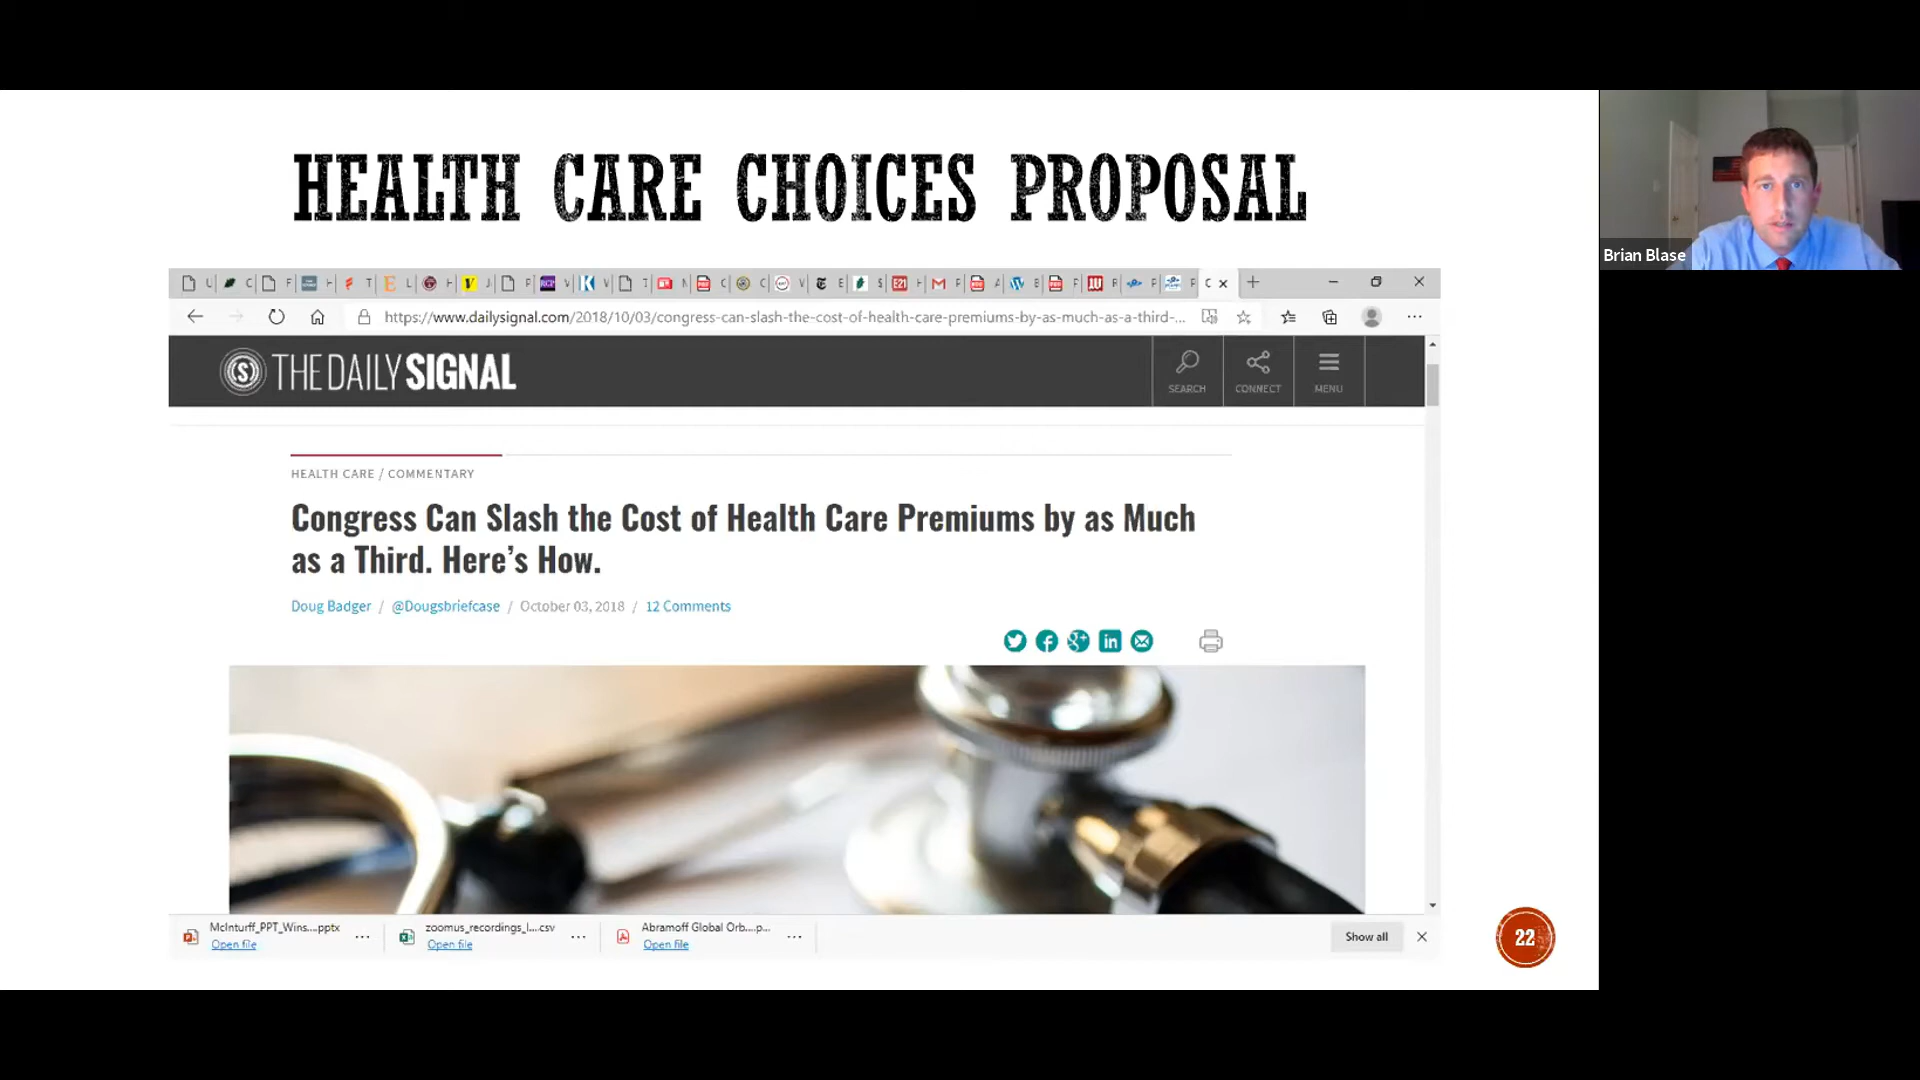 HEALTH CARE CHOICES PROPOSAL
Brian Blase
https://www.dailysignal.com/2018/10/03/congress-can-slash-the-cost-of-health-care-premiums-by-as-much-as-a-third-...
THE DAILY SIGNAL
SEARCH
CONNECT
MENU
HEALTH CARE / COMMENTARY
Congress Can Slash the Cost of Health Care Premiums by as Much
as a Third. Here's How.
Doug Badger / @Dougsbriefcase / October 03, 2018 / 12 Comments
McInturff_PPT_Wins....pptx
Open file
zoomus_recordings_l....csv
Open file
Abramoff Global Orb....p...
Open file
Show all
22